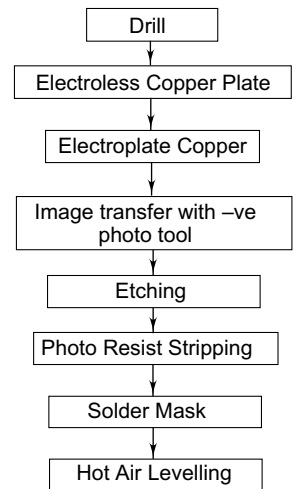 Drill
Electroless Copper Plate
Electroplate Copper
Image transfer with –ve
photo tool
Etching
Photo Resist Stripping
Solder Mask
Hot Air Levelling